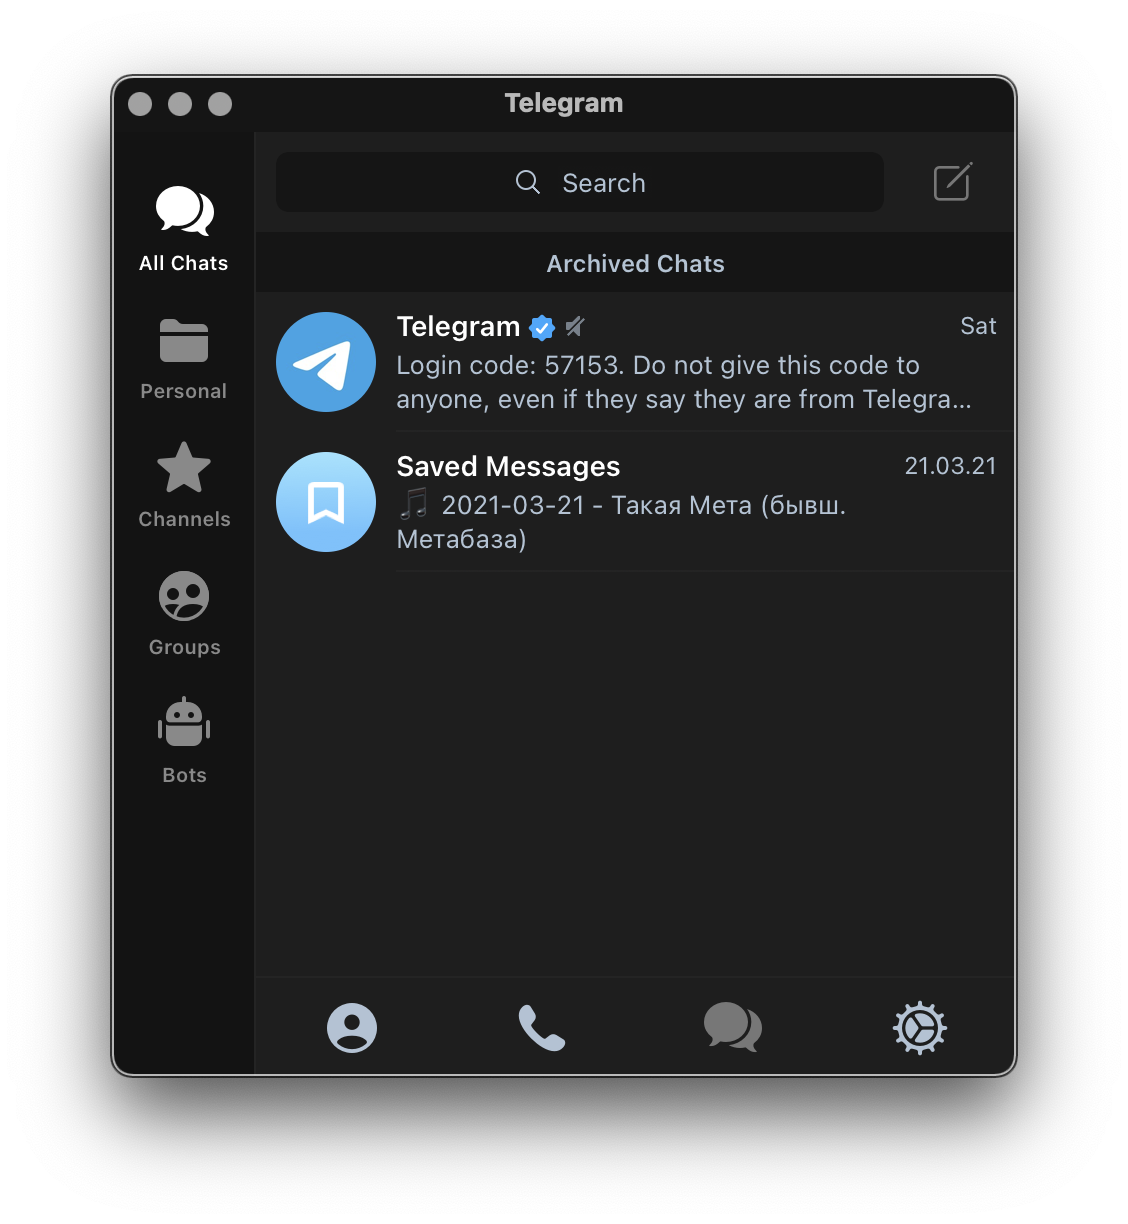 Telegram
Search
All Chats
Archived Chats
Telegram
Sat
Login code: 57153. Do not give this code to
anyone, even if they say they are from Telegra...
Personal
Saved Messages
21.03.21
🎵 2021-03-21 - Такая Мета (бывш.
Метабаза)
Channels
Groups
Bots